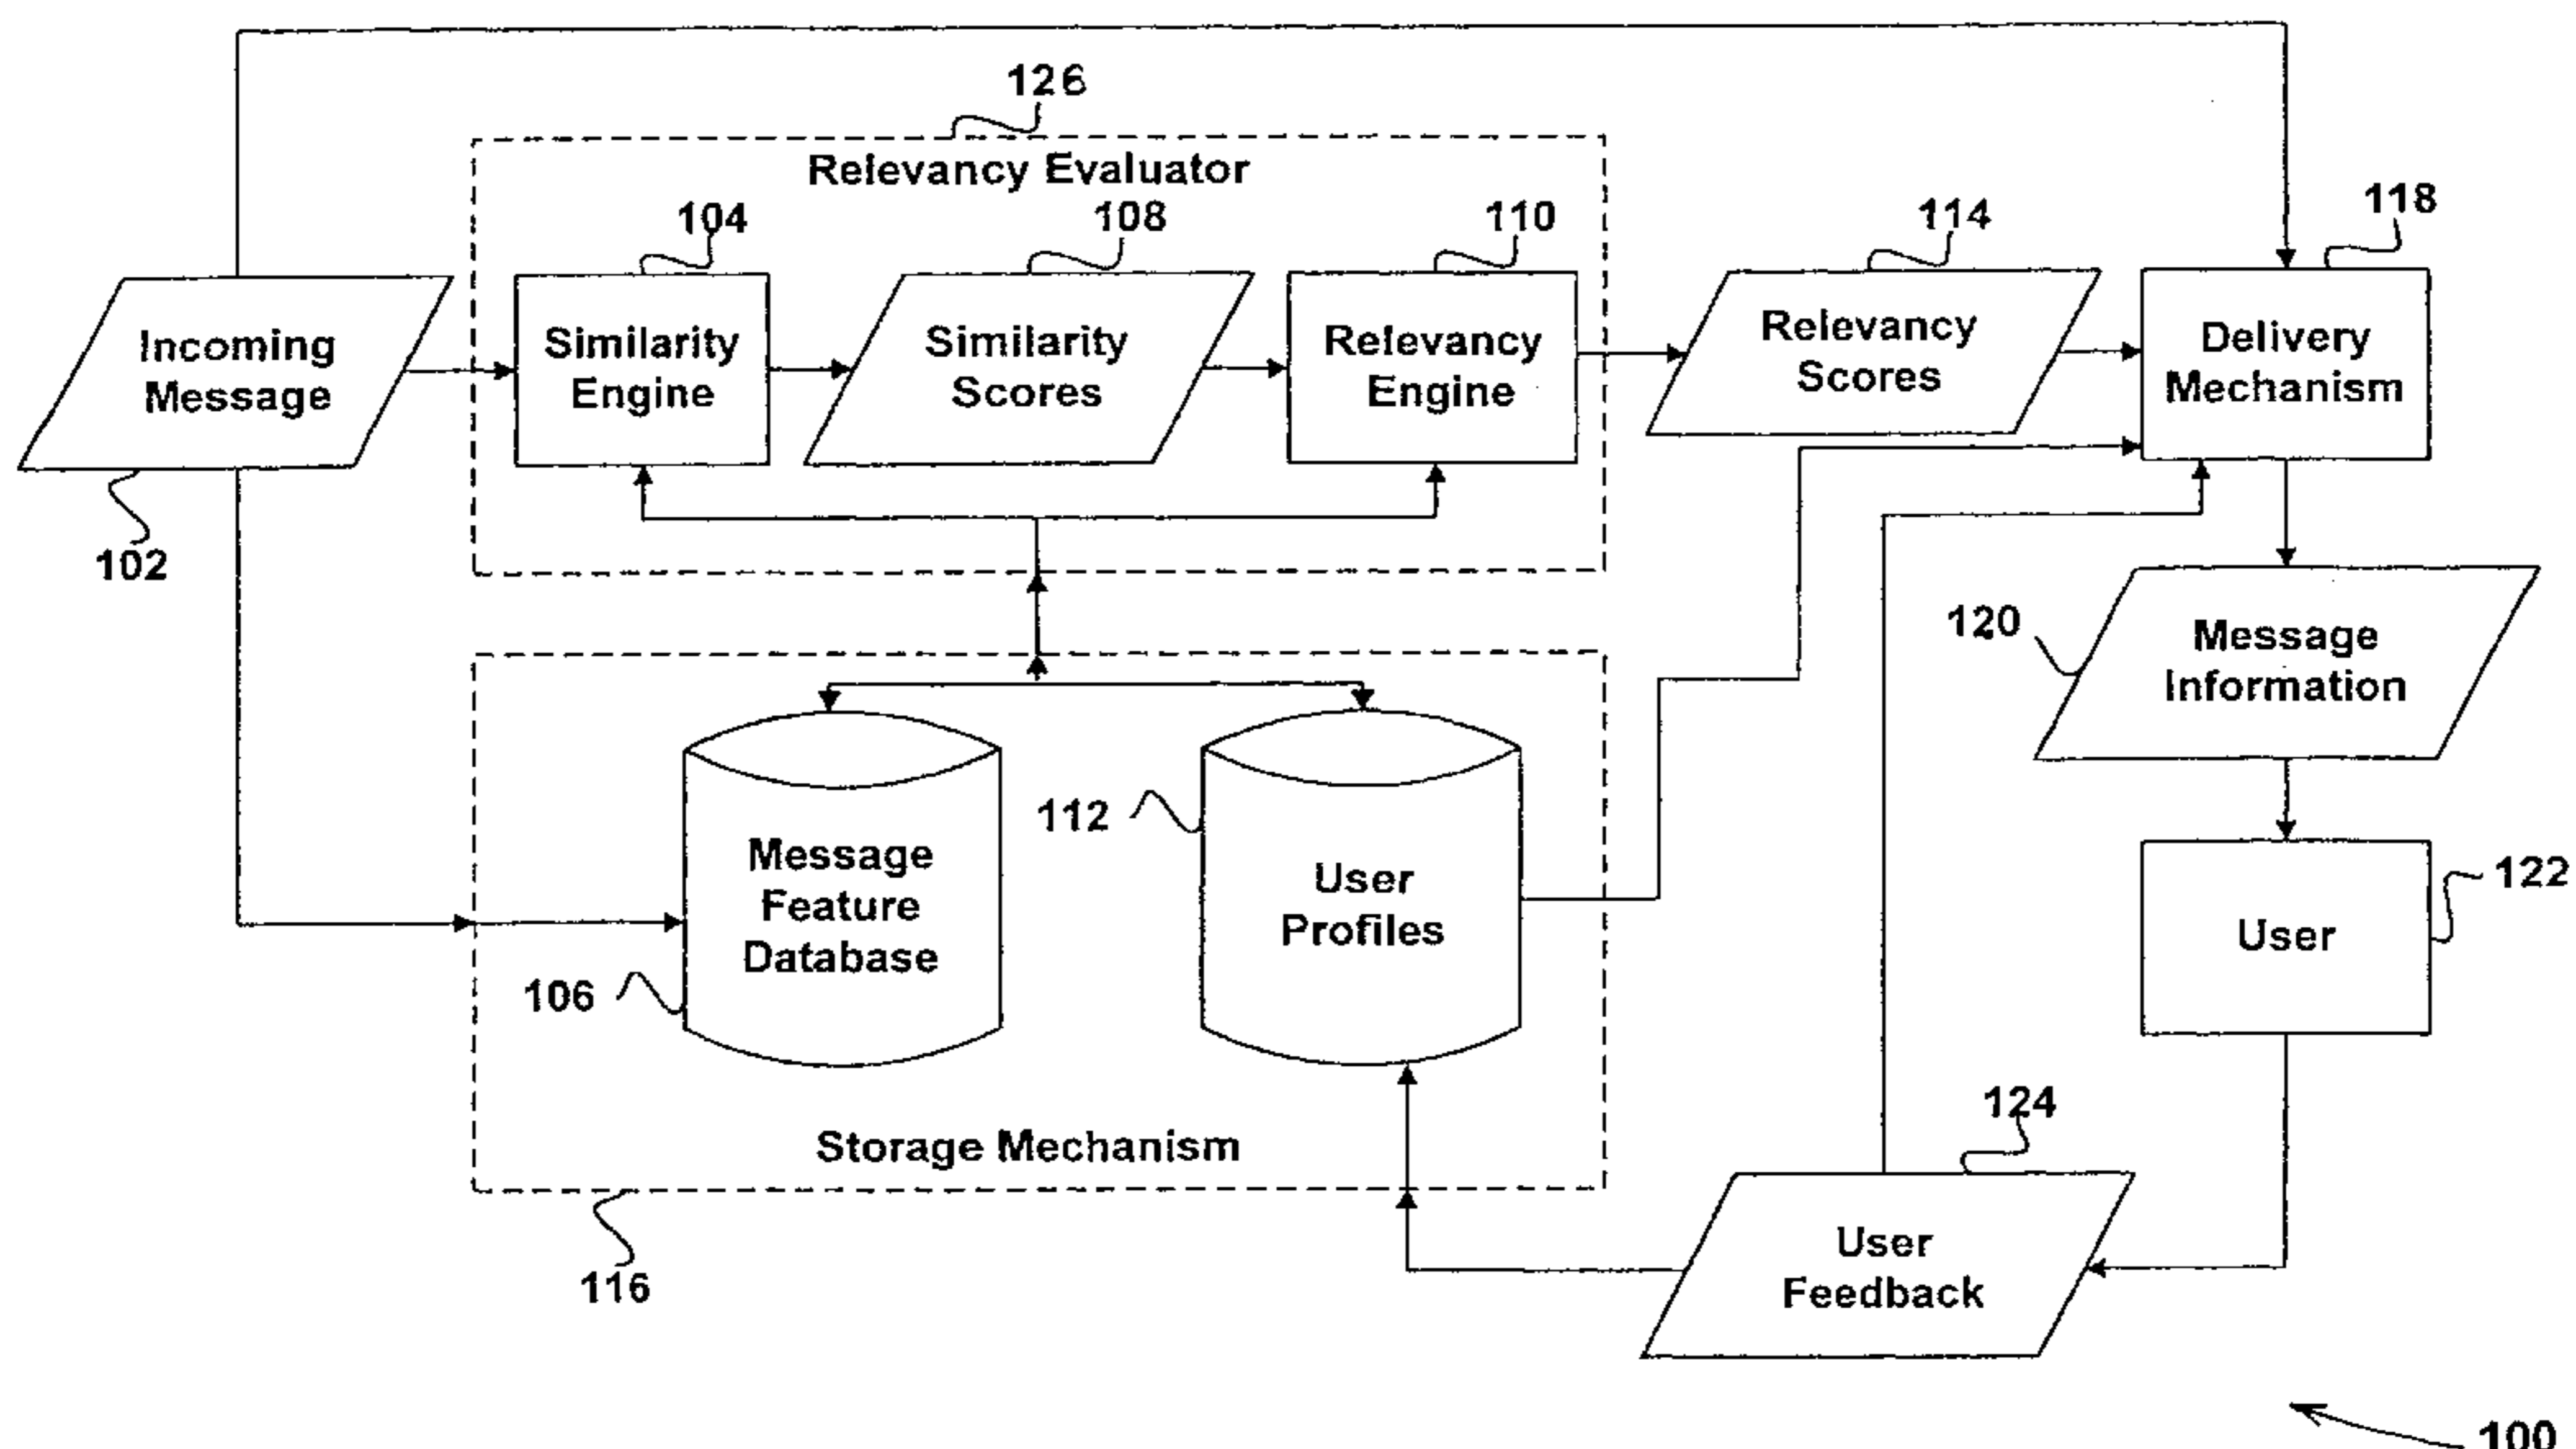 126
Relevancy Evaluator
104
108
110
114
118
Incoming
Message
Similarity
Engine
Similarity
Scores
Relevancy
Engine
Relevancy
Scores
Delivery
Mechanism
102
120
Message
Information
112
Message
Feature
Database
User
Profiles
122
User
106
124
Storage Mechanism
116
User
Feedback
100